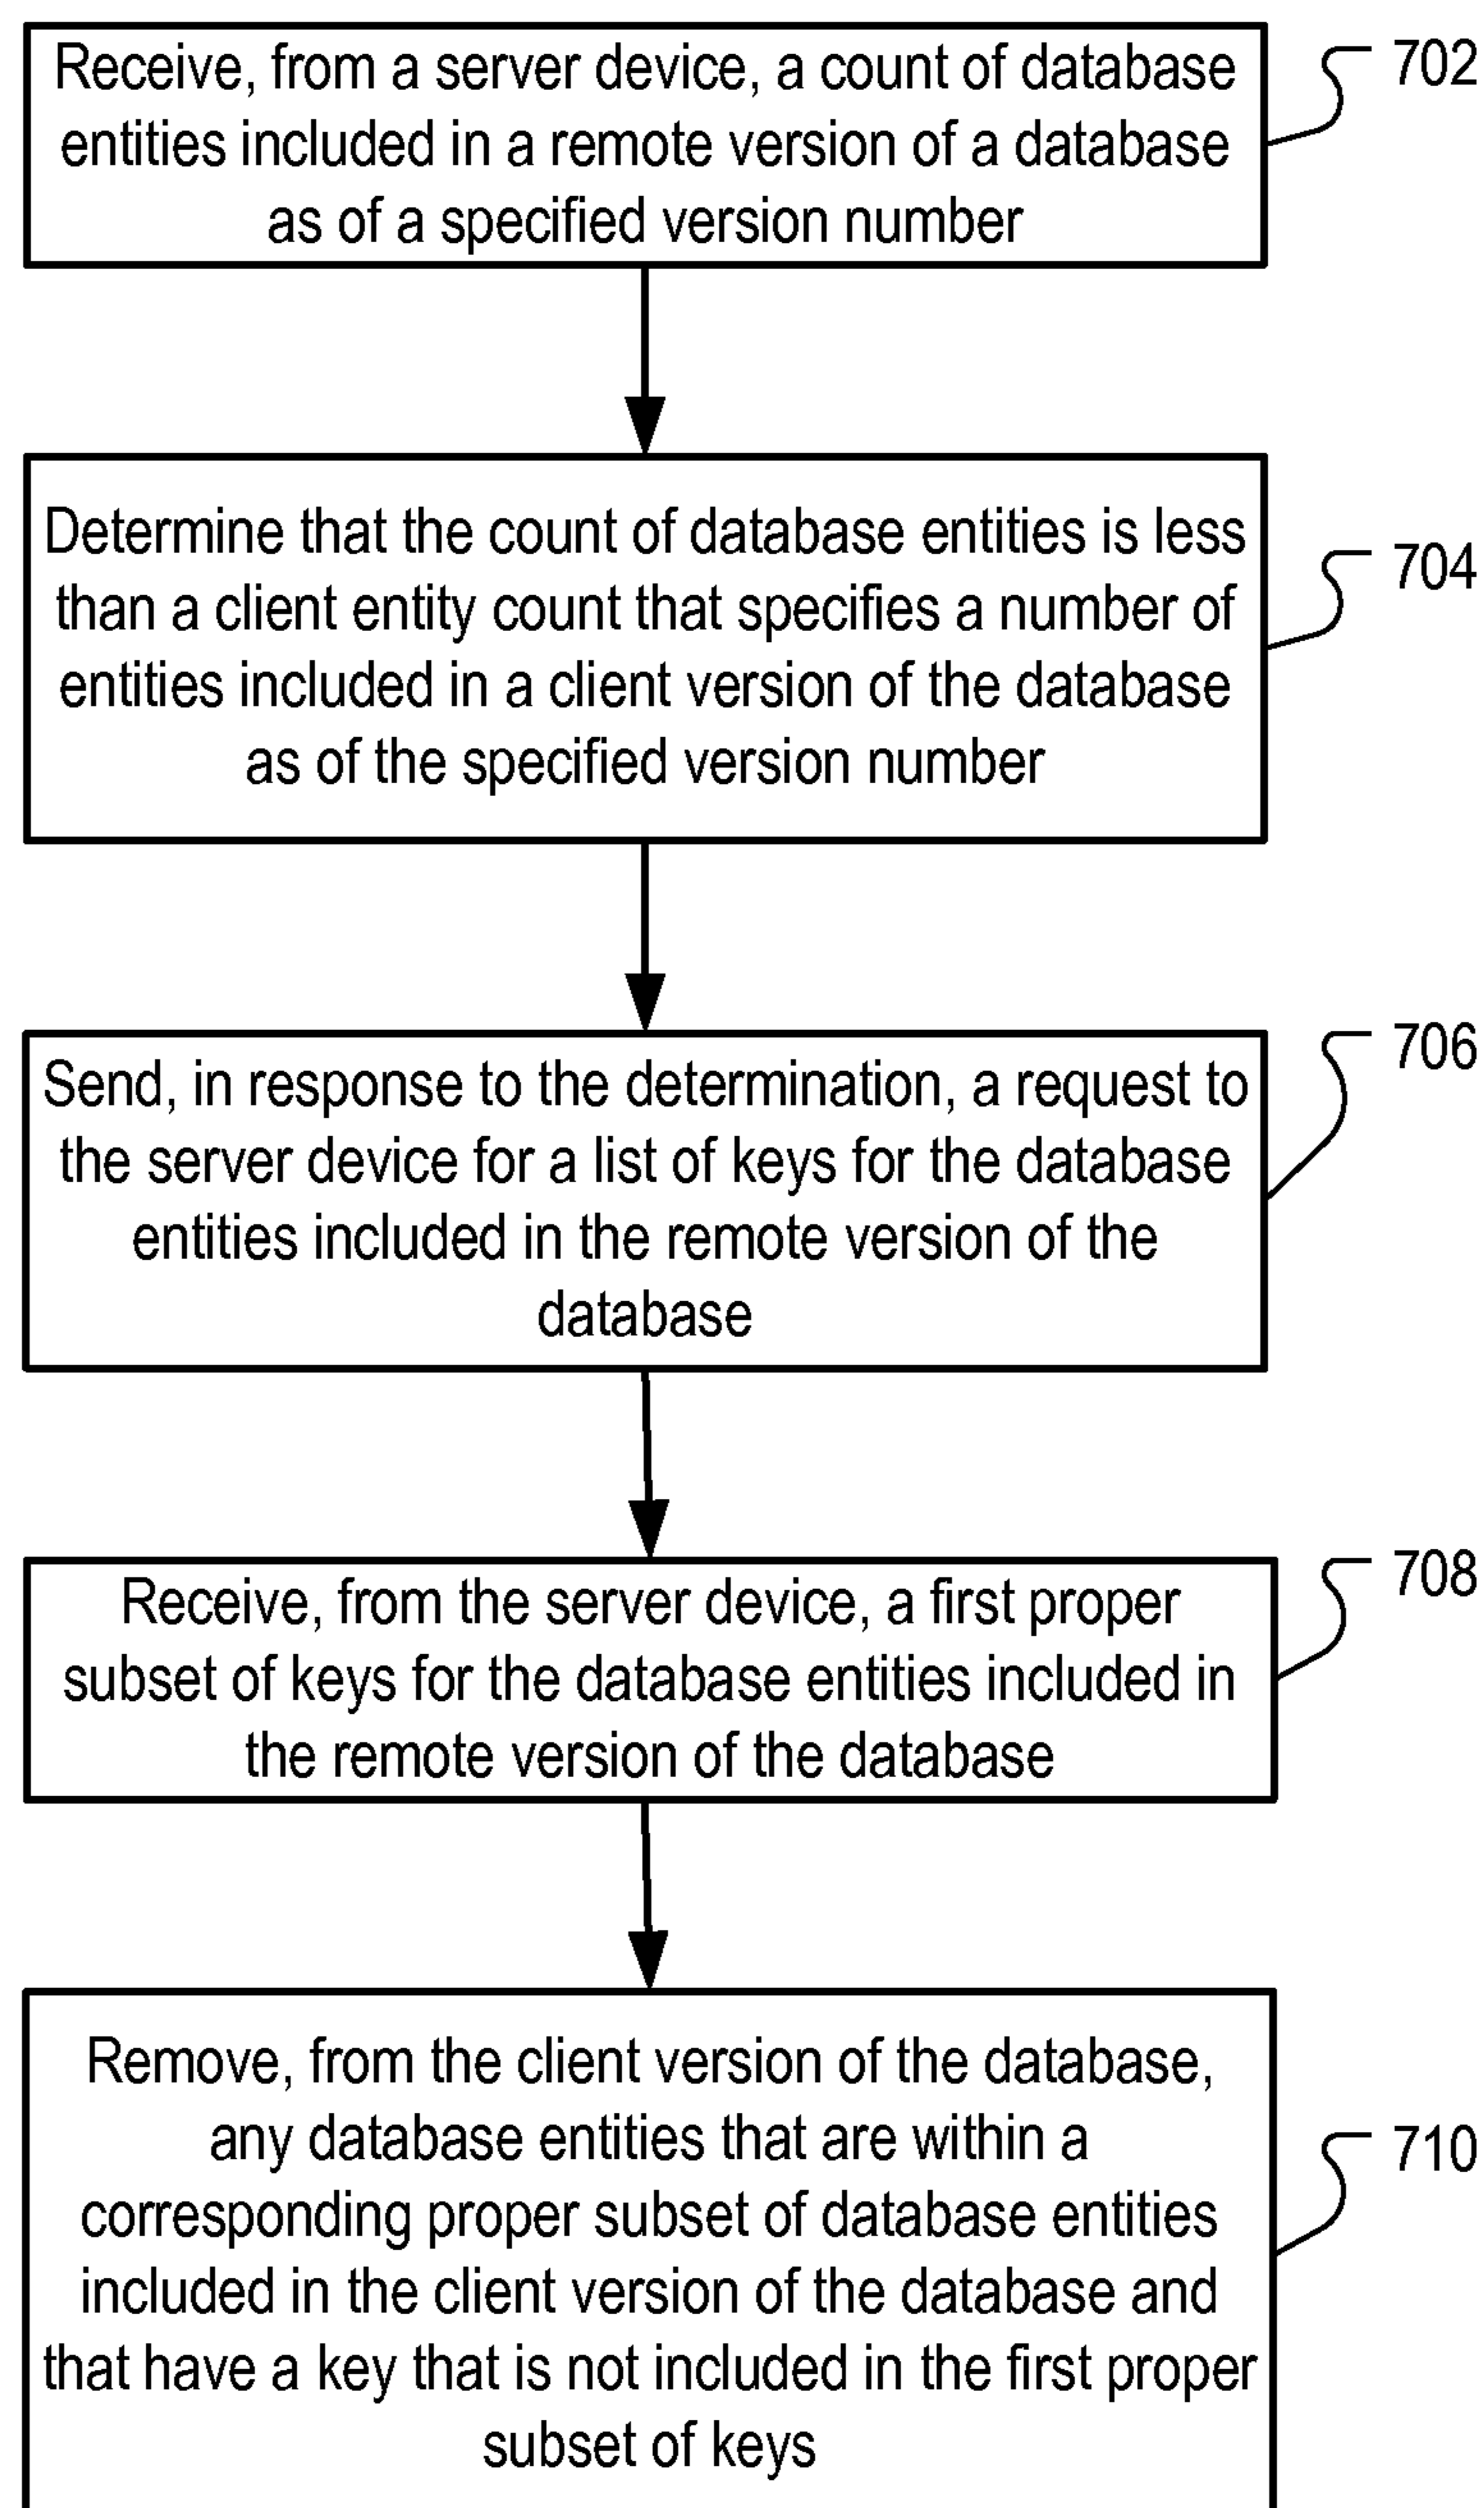 Receive, from a server device, a count of database
entities included in a remote version of a database
as of a specified version number
702
Determine that the count of database entities is less
than a client entity count that specifies a number of
entities included in a client version of the database
as of the specified version number
704
Send, in response to the determination, a request to
the server device for a list of keys for the database
entities included in the remote version of the
database
706
Receive, from the server device, a first proper
subset of keys for the database entities included in
the remote version of the database
708
Remove, from the client version of the database,
any database entities that are within a
corresponding proper subset of database entities
included in the client version of the database and
that have a key that is not included in the first proper
subset of keys
710